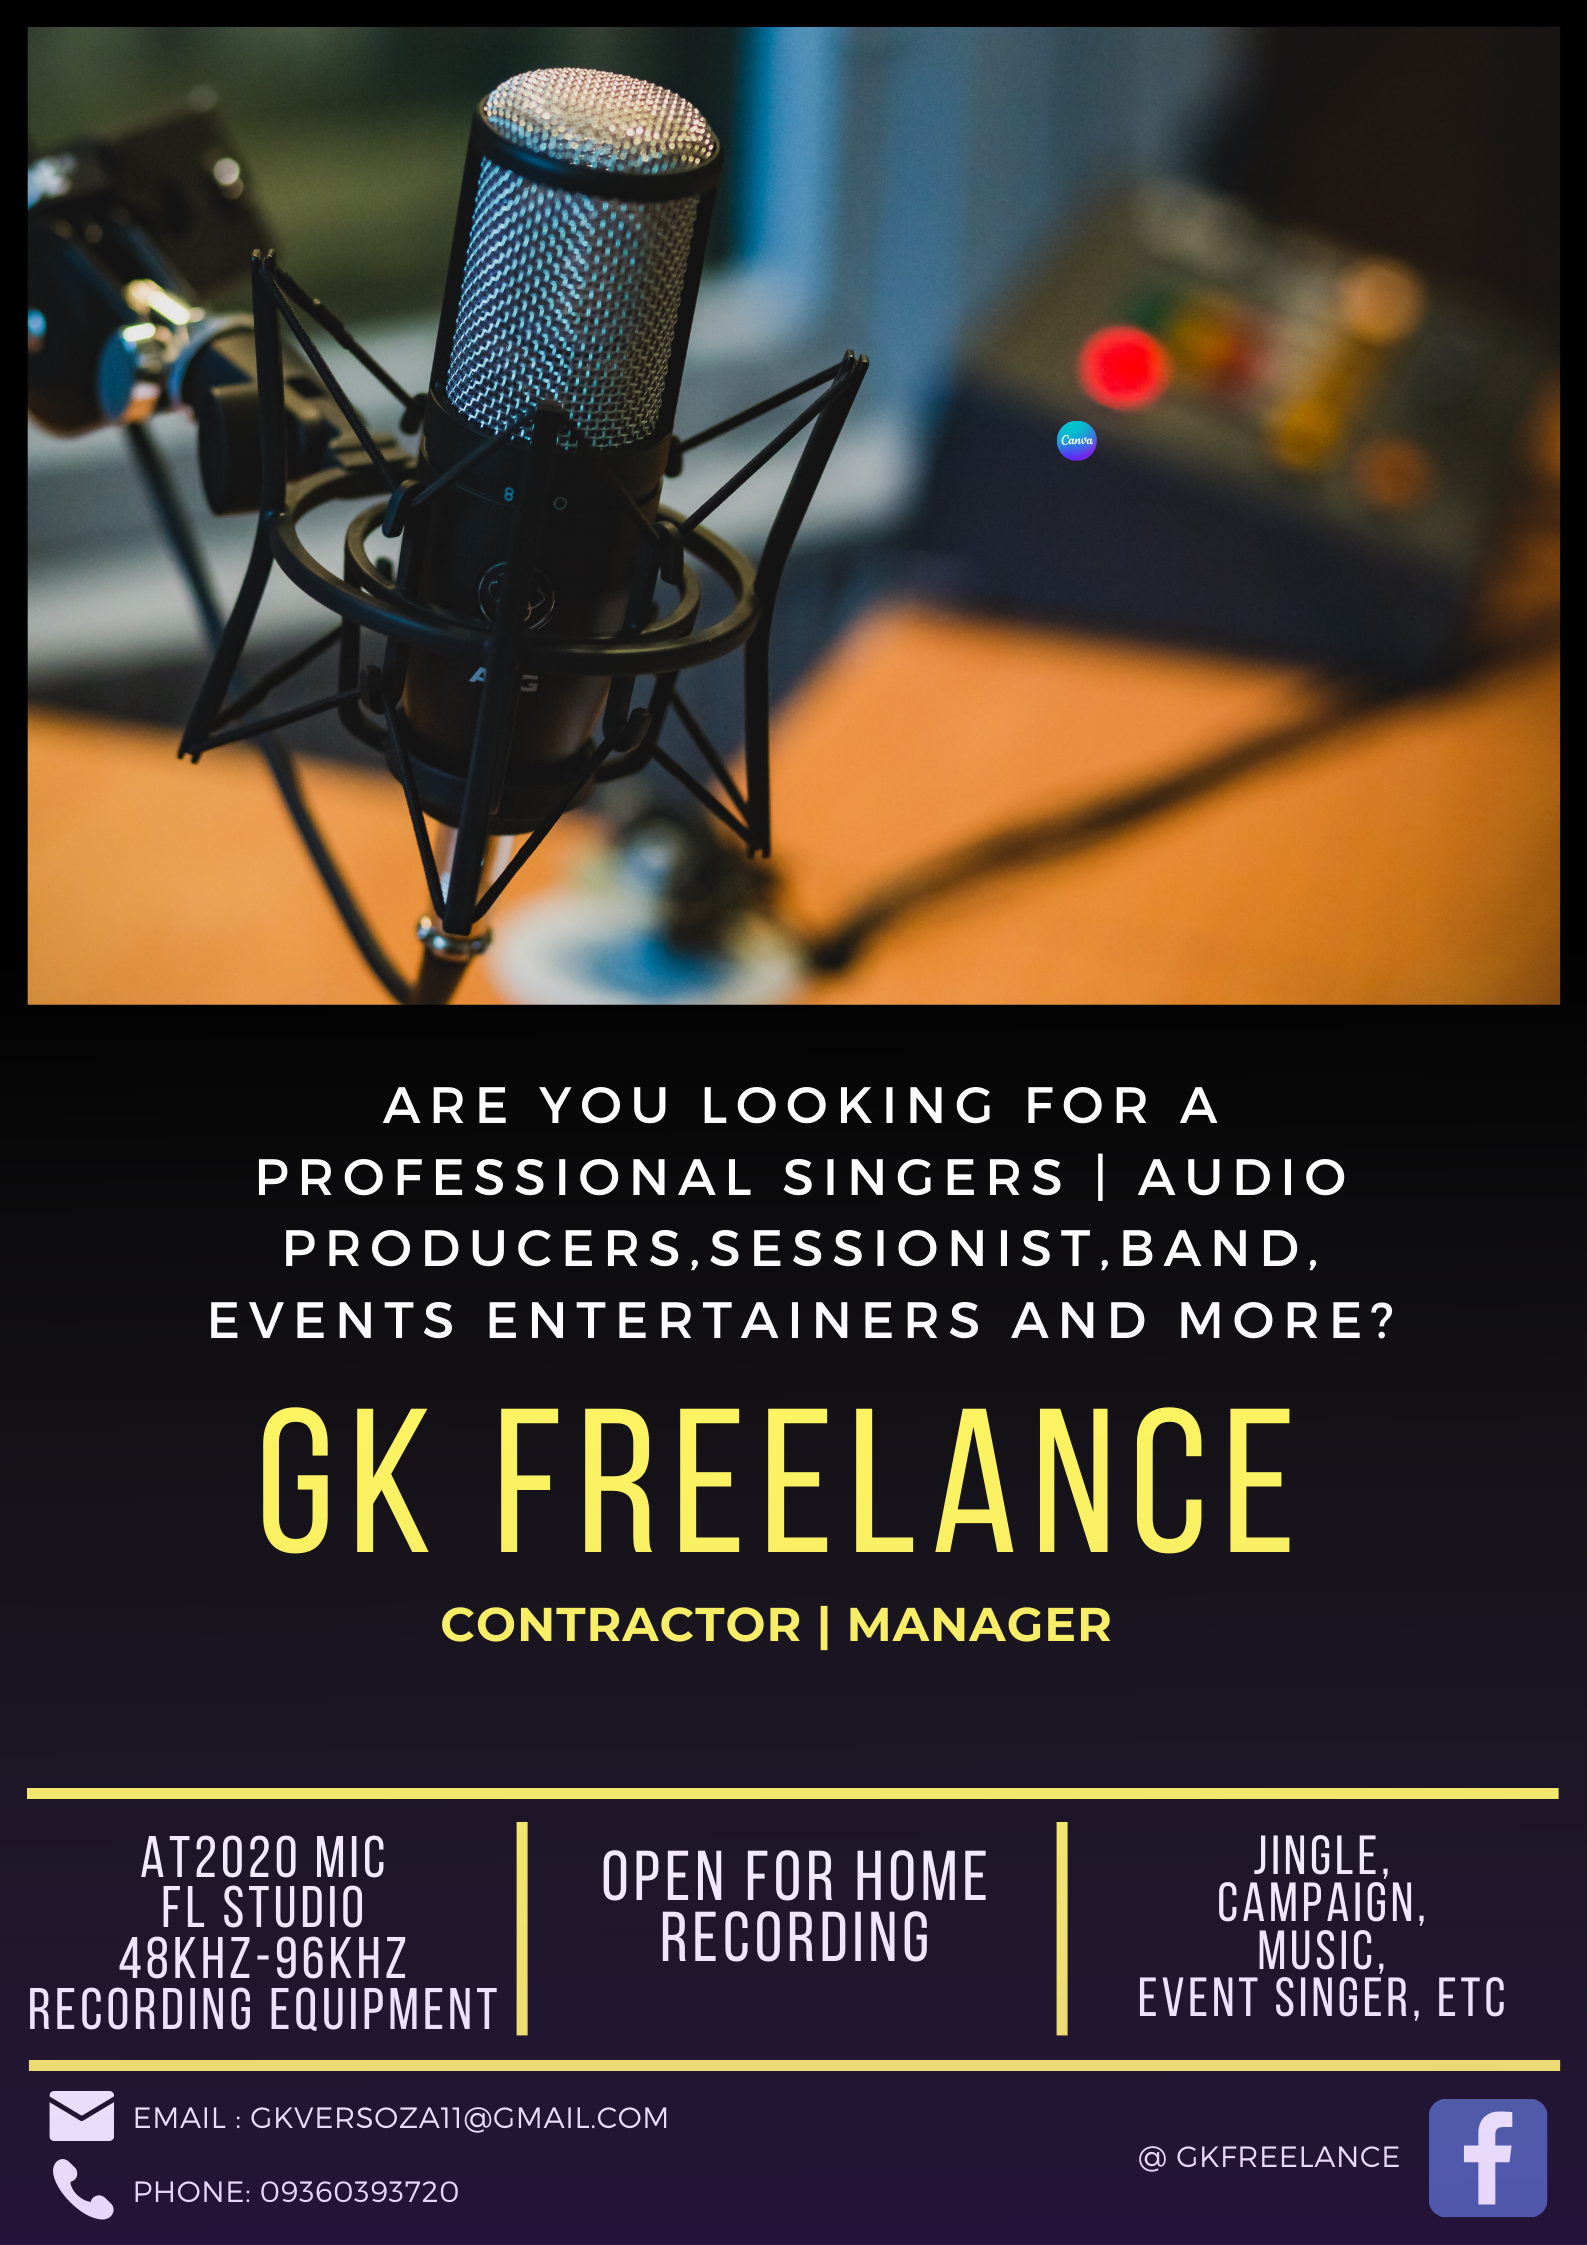 Canva
8
A G
ARE YOU LOOKING FOR A
PROFESSIONAL SINGERS | AUDIO
PRODUCERS,SESSIONIST,BAND,
EVENTS ENTERTAINERS AND MORE?
GK FREELANCE
CONTRACTOR | MANAGER
AT2020 MIC
FL STUDIO
48KHZ-96KHZ
RECORDING EQUIPMENT
OPEN FOR HOME
RECORDING
JINGLE,
CAMPAIGN,
MUSIC,
EVENT SINGER, ETC
EMAIL : GKVERSOZA11@GMAIL.COM
PHONE: 09360393720
@ GKFREELANCE
f